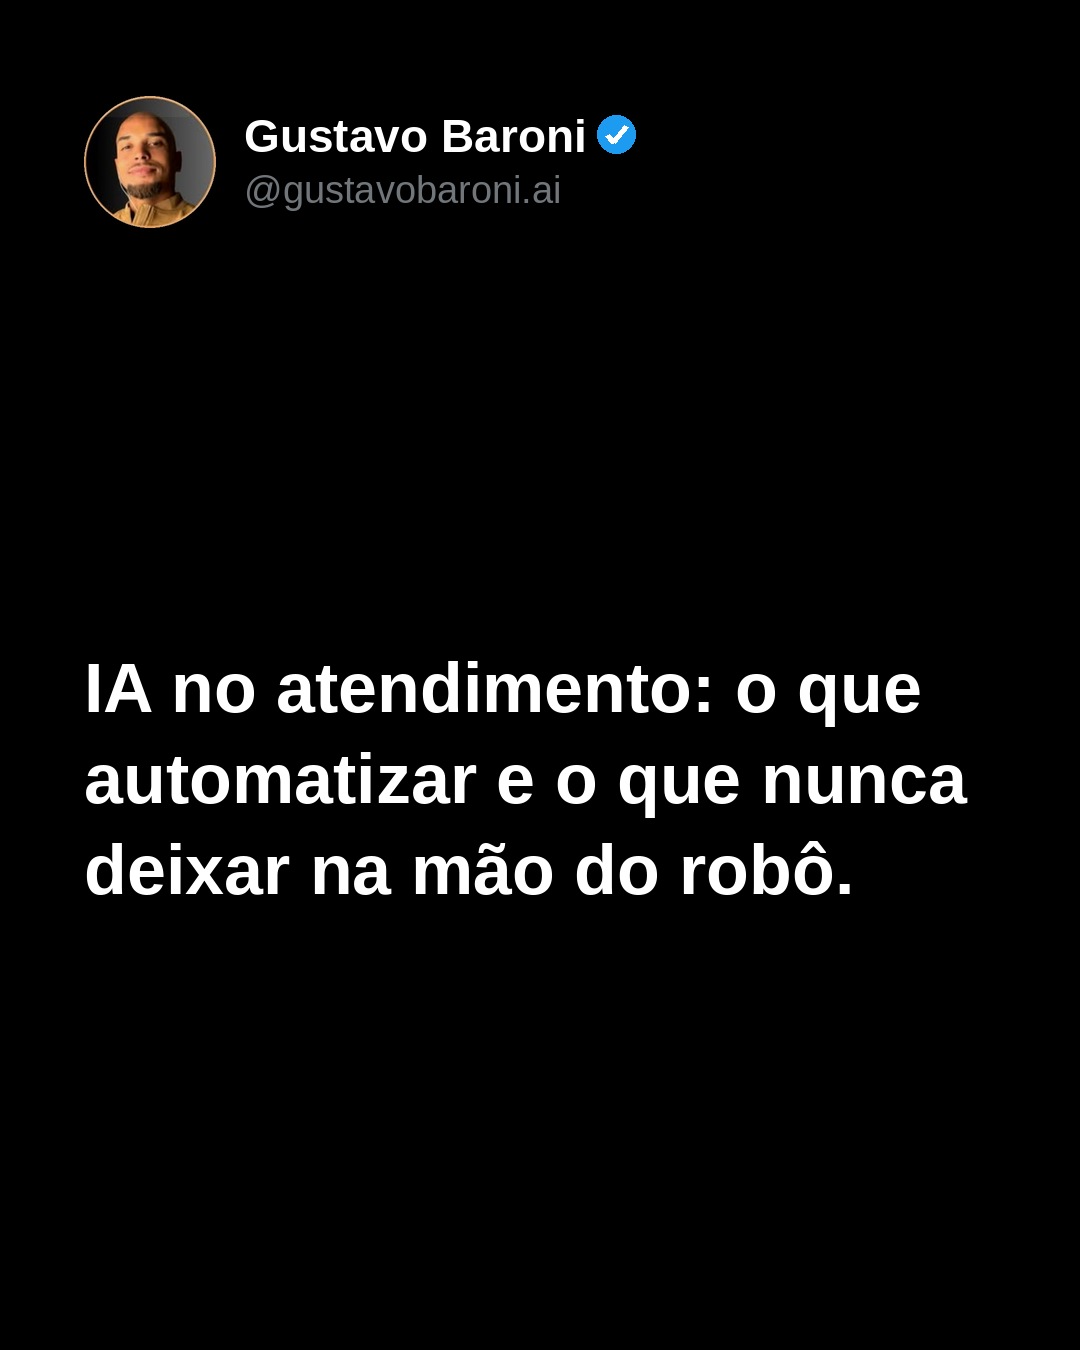 Gustavo Baroni
@gustavobaroni.ai
IA no atendimento: o que
automatizar e o que nunca
deixar na mão do robô.